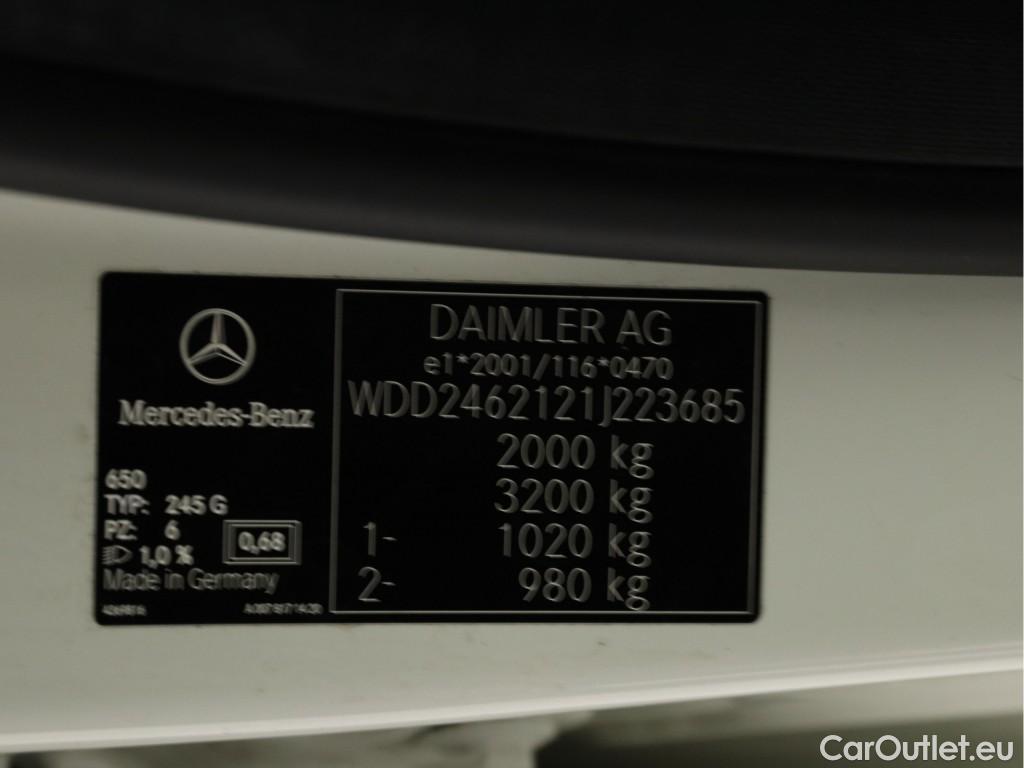 Mercedes-Benz
650
TYP: 245 G
PZ: 6
1,0 %
0,68
Made in Germany
DAIMLER AG
e1*2001/116*0470
WDD2462121J223685
2000 kg
3200 kg
1- 1020 kg
2- 980 kg
CarOutlet.eu